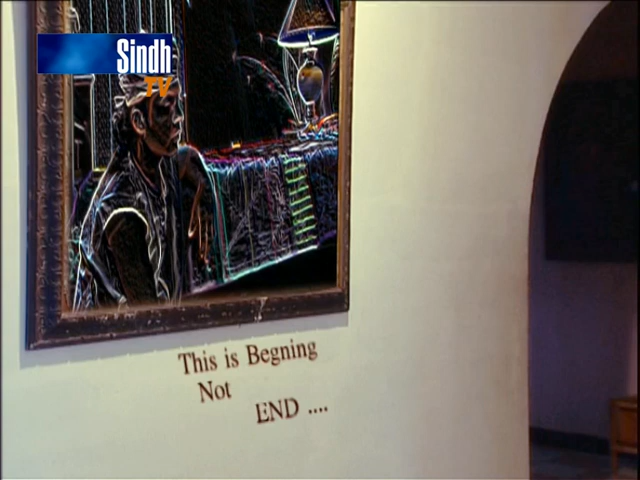 Sindh
TV
This is Begning
Not
END ....